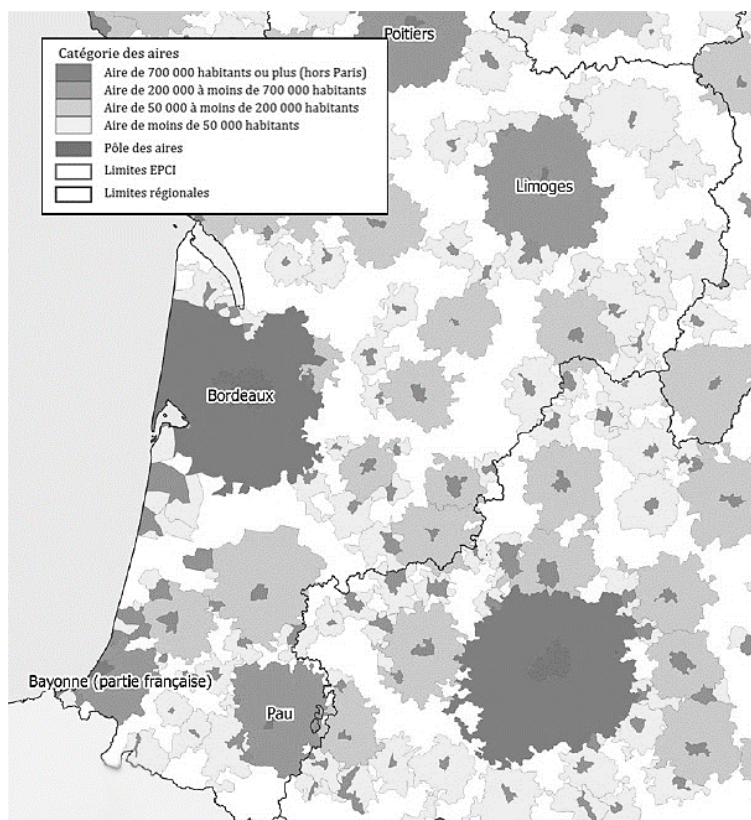 Poitiers
Catégorie des aires
Aire de 700 000 habitants ou plus (hors Paris)
Aire de 200 000 à moins de 700 000 habitants
Aire de 50 000 à moins de 200 000 habitants
Aire de moins de 50 000 habitants
Pôle des aires
Limites EPCI
Limites régionales
Limoges
Bordeaux
Bayonne (partie française)
Pau